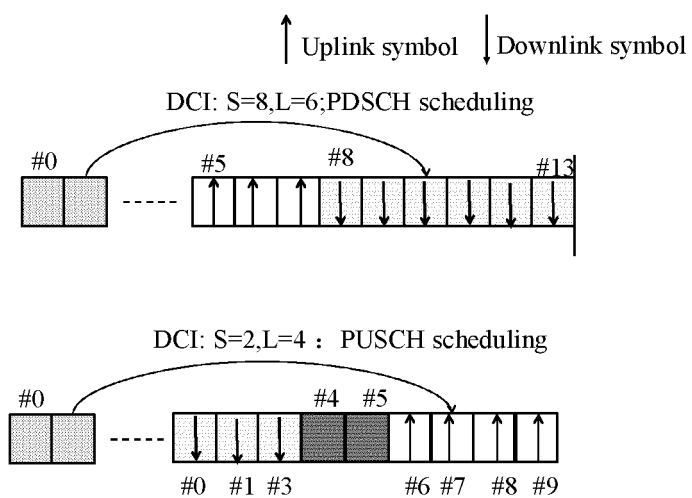 Uplink symbol Downlink symbol
DCI: S=8,L=6;PDSCH scheduling
#0 #5 #8 #13
DCI: S=2,L=4： PUSCH scheduling
#0 #4 #5
#0 #1 #3 #6 #7 #8 #9